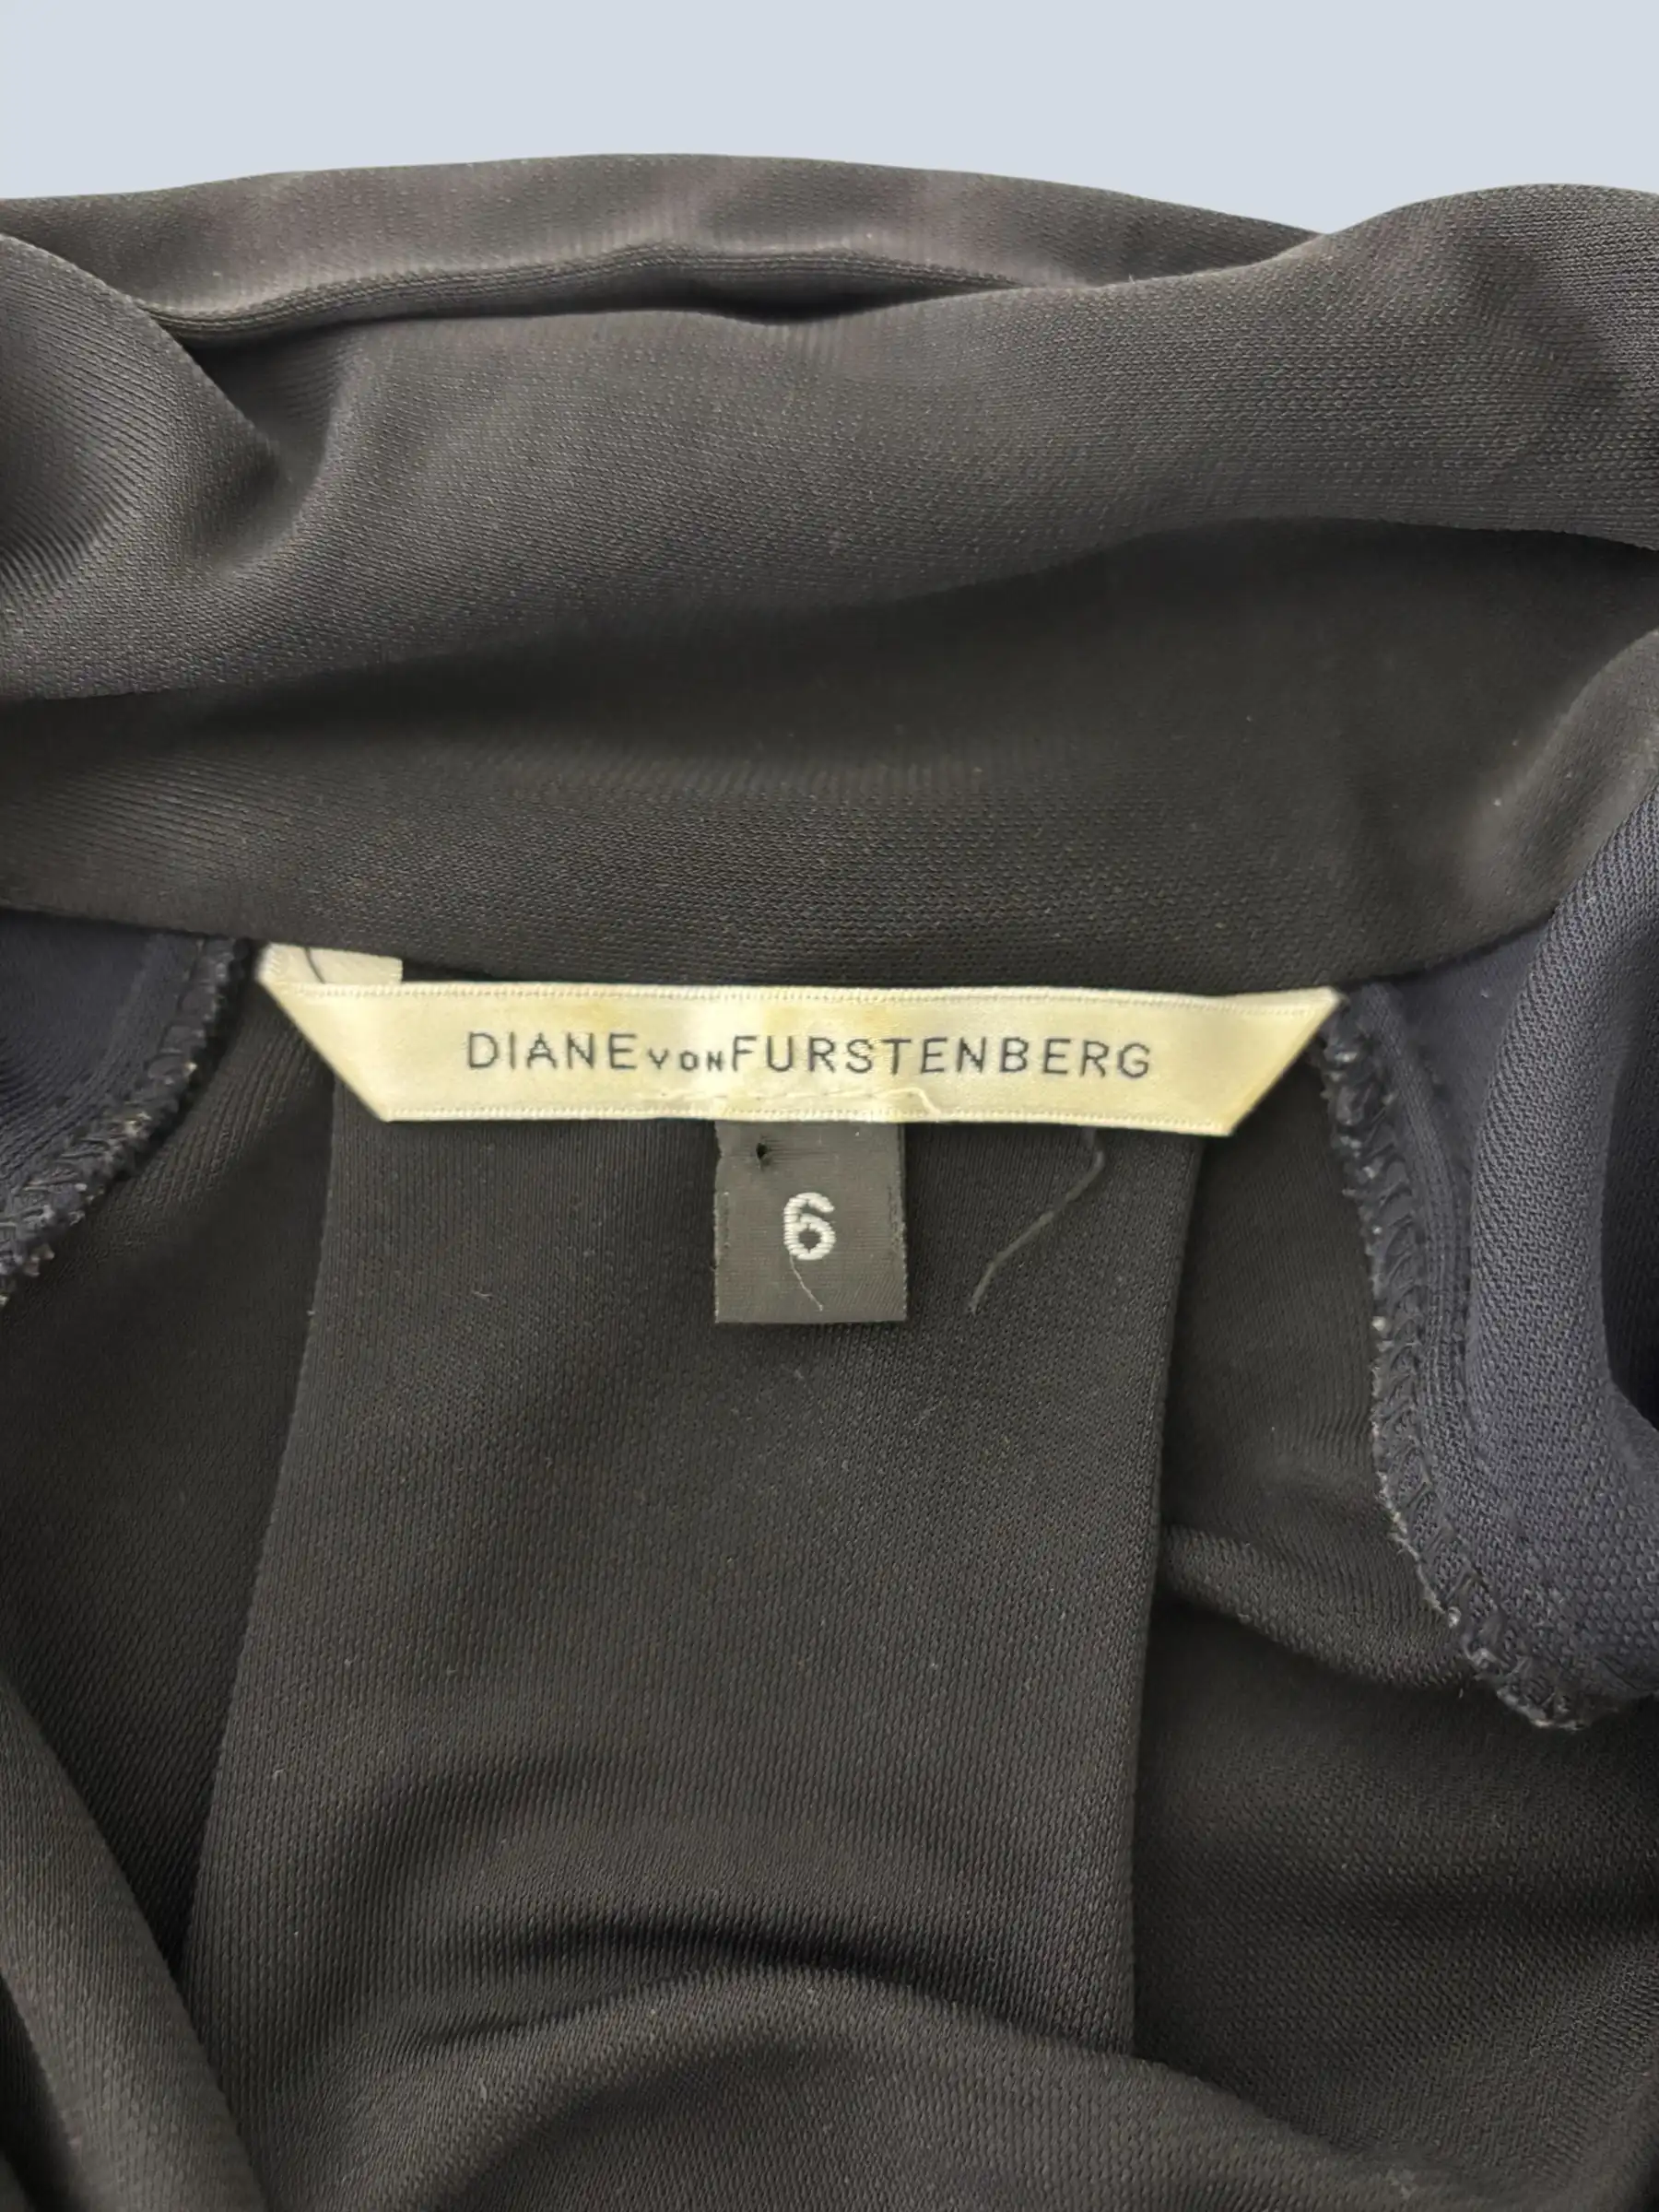 DIANE VON FURSTENBERG
6